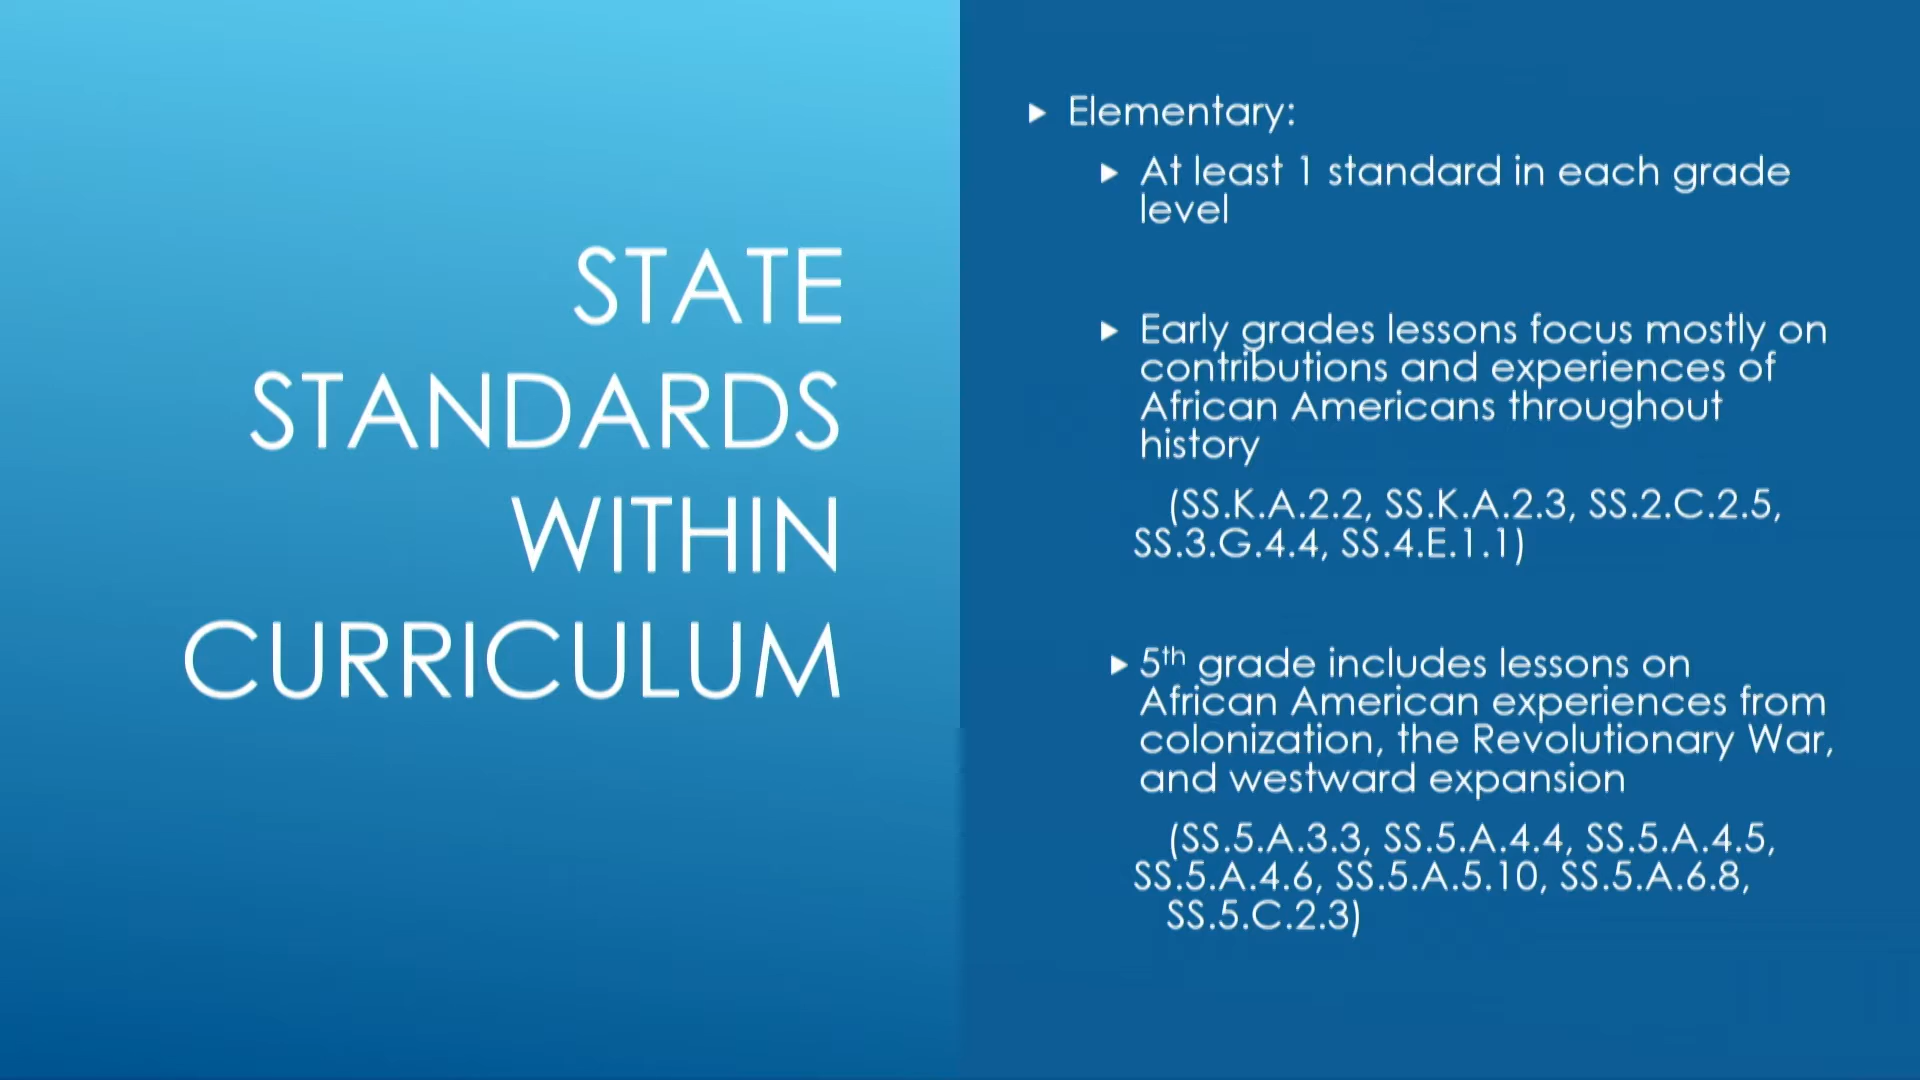 STATE
STANDARDS
WITHIN
CURRICULUM
Elementary:
At least 1 standard in each grade
level
Early grades lessons focus mostly on
contributions and experiences of
African Americans throughout
history
(SS.K.A.2.2, SS.K.A.2.3, SS.2.C.2.5,
SS.3.G.4.4, SS.4.E.1.1)
5th grade includes lessons on
African American experiences from
colonization, the Revolutionary War,
and westward expansion
(SS.5.A.3.3, SS.5.A.4.4, SS.5.A.4.5,
SS.5.A.4.6, SS.5.A.5.10, SS.5.A.6.8,
SS.5.C.2.3)